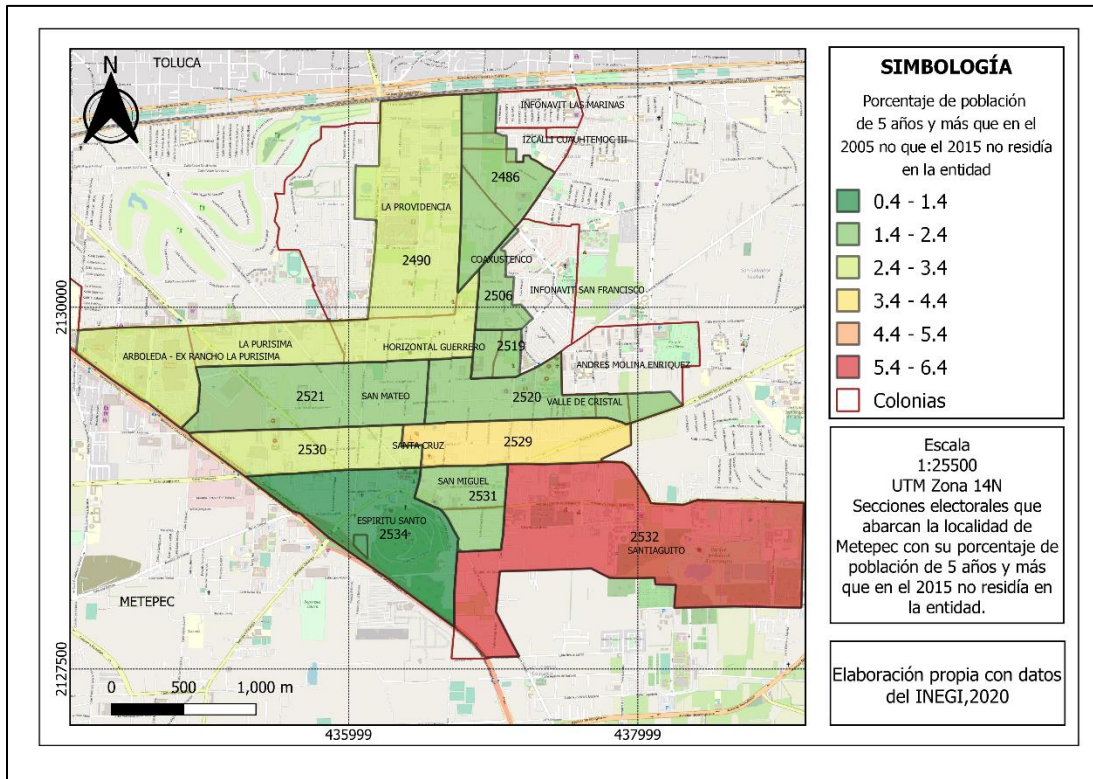 TOLUCA
N
INFONAVIT LAS MARINAS
IZCALLI CUAUHTEMOC III
2486
LA PROVIDENCIA
2490
COAXUSTENCO
2506
INFONAVIT SAN FRANCISCO
2130000
LA PURISIMA
HORIZONTAL GUERRERO
2519
ARBOLEDA - EX RANCHO LA PURISIMA
ANDRES MOLINA ENRIQUEZ
2521
SAN MATEO
2520
VALLE DE CRISTAL
2530
SANTA CRUZ
2529
SAN MIGUEL
2531
ESPIRITU SANTO
2534
2532
SANTIAGUITO
METEPEC
2127500
0 500 1,000 m
435999
437999
SIMBOLOGÍA
Porcentaje de población
de 5 años y más que en el
2005 no que el 2015 no residía
en la entidad
0.4 - 1.4
1.4 - 2.4
2.4 - 3.4
3.4 - 4.4
4.4 - 5.4
5.4 - 6.4
Colonias
Escala
1:25500
UTM Zona 14N
Secciones electorales que
abarcan la localidad de
Metepec con su porcentaje de
población de 5 años y más
que en el 2015 no residía en
la entidad.
Elaboración propia con datos
del INEGI,2020